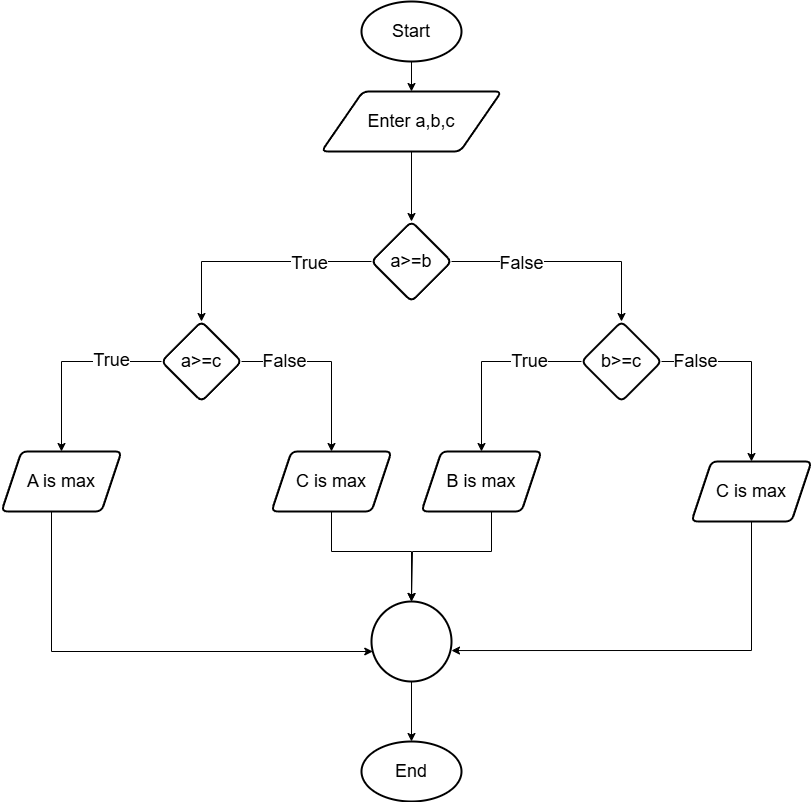 Start
Enter a,b,c
a>=b
True
False
a>=c
True
False
b>=c
True
False
A is max
C is max
B is max
C is max
End